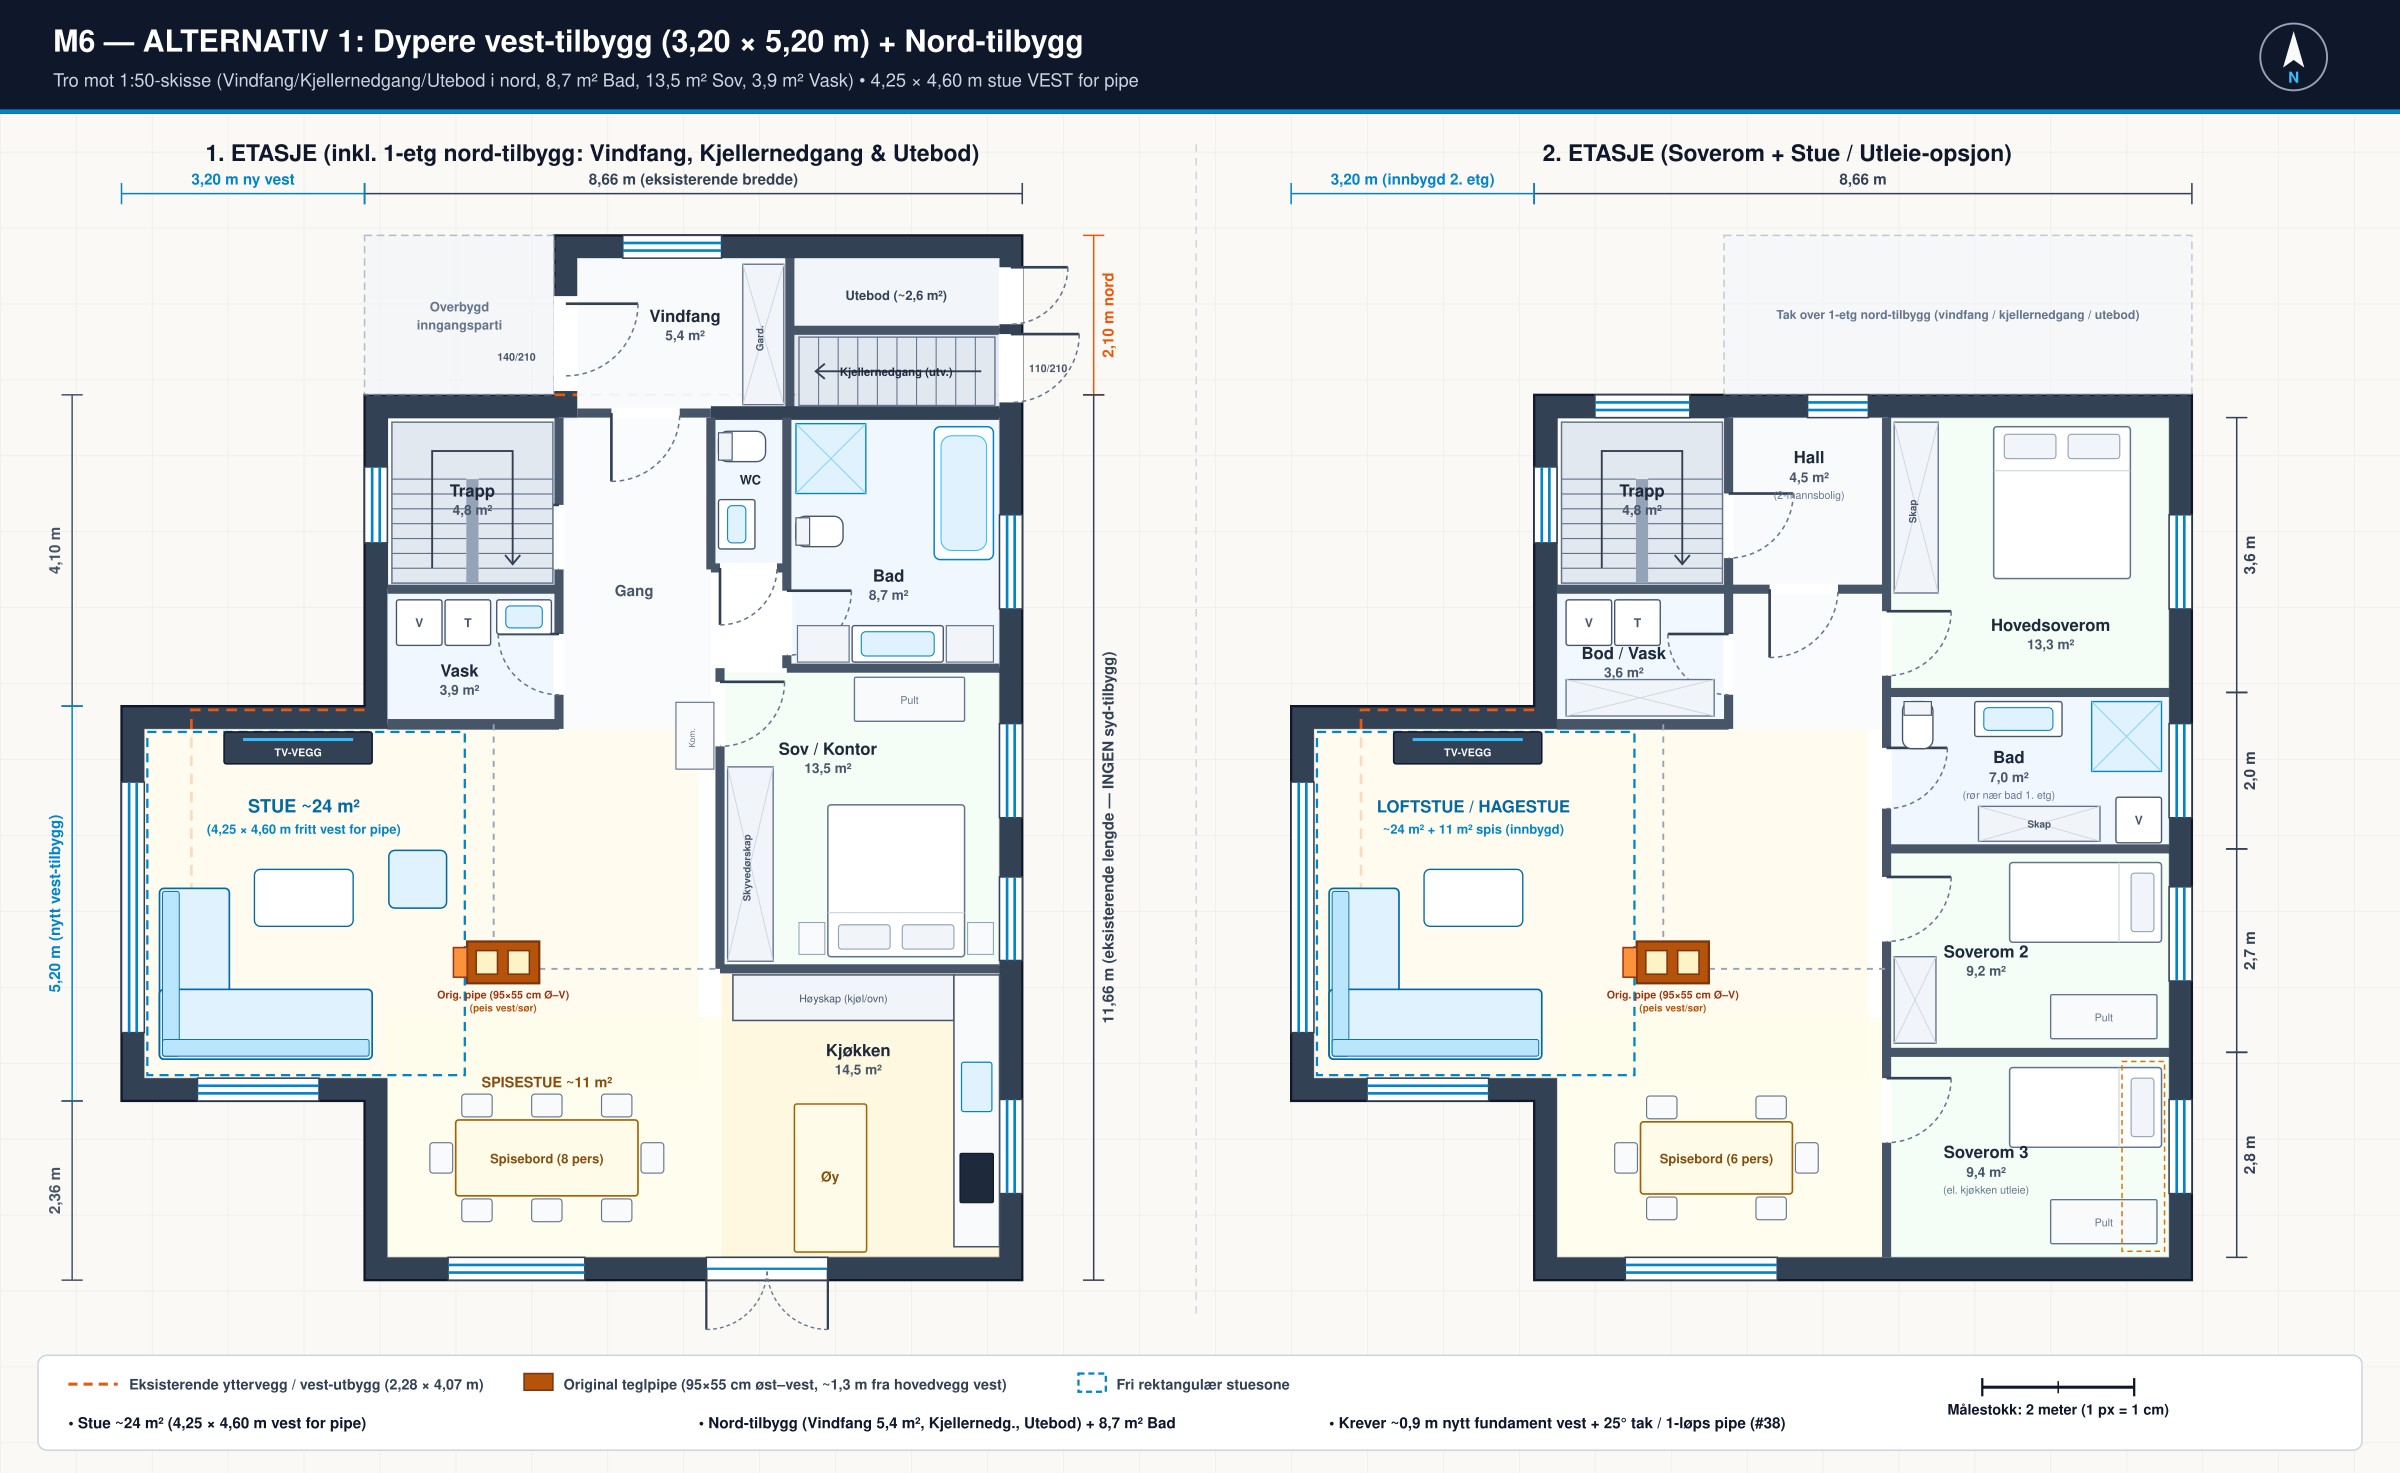 M6 — ALTERNATIV 1: Dypere vest-tilbygg (3,20 × 5,20 m) + Nord-tilbygg
Tro mot 1:50-skisse (Vindfang/Kjellernedgang/Utebod i nord, 8,7 m² Bad, 13,5 m² Sov, 3,9 m² Vask) • 4,25 × 4,60 m stue VEST for pipe
N
1. ETASJE (inkl. 1-etg nord-tilbygg: Vindfang, Kjellernedgang & Utebod)
3,20 m ny vest
8,66 m (eksisterende bredde)
Overbygd
inngangsparti
140/210
Vindfang
5,4 m²
Gard.
Utebod (~2,6 m²)
Kjellernedgang (utv.)
110/210
2,10 m nord
Trapp
4,8 m²
Gang
WC
Bad
8,7 m²
V
T
Vask
3,9 m²
Kom.
Pult
Sov / Kontor
13,5 m²
Skyvedørskap
TV-VEGG
STUE ~24 m²
(4,25 × 4,60 m fritt vest for pipe)
Orig. pipe (95×55 cm Ø–V)
(peis vest/sør)
Høyskap (kjøl/ovn)
Kjøkken
14,5 m²
Øy
SPISESTUE ~11 m²
Spisebord (8 pers)
4,10 m
5,20 m (nytt vest-tilbygg)
2,36 m
11,66 m (eksisterende lengde — INGEN syd-tilbygg)
2. ETASJE (Soverom + Stue / Utleie-opsjon)
3,20 m (innbygd 2. etg)
8,66 m
Tak over 1-etg nord-tilbygg (vindfang / kjellernedgang / utebod)
Trapp
4,8 m²
Hall
4,5 m²
(2-mannsbolig)
Skap
Hovedsoverom
13,3 m²
V
T
Bod / Vask
3,6 m²
Bad
7,0 m²
(rør nær bad 1. etg)
Skap
V
TV-VEGG
LOFTSTUE / HAGESTUE
~24 m² + 11 m² spis (innbygd)
Orig. pipe (95×55 cm Ø–V)
(peis vest/sør)
Soverom 2
9,2 m²
Pult
Spisebord (6 pers)
Soverom 3
9,4 m²
(el. kjøkken utleie)
Pult
3,6 m
2,0 m
2,7 m
2,8 m
Eksisterende yttervegg / vest-utbygg (2,28 × 4,07 m)
Original teglpipe (95×55 cm øst–vest, ~1,3 m fra hovedvegg vest)
Fri rektangulær stuesone
Målestokk: 2 meter (1 px = 1 cm)
• Stue ~24 m² (4,25 × 4,60 m vest for pipe)
• Nord-tilbygg (Vindfang 5,4 m², Kjellernedg., Utebod) + 8,7 m² Bad
• Krever ~0,9 m nytt fundament vest + 25° tak / 1-løps pipe (#38)